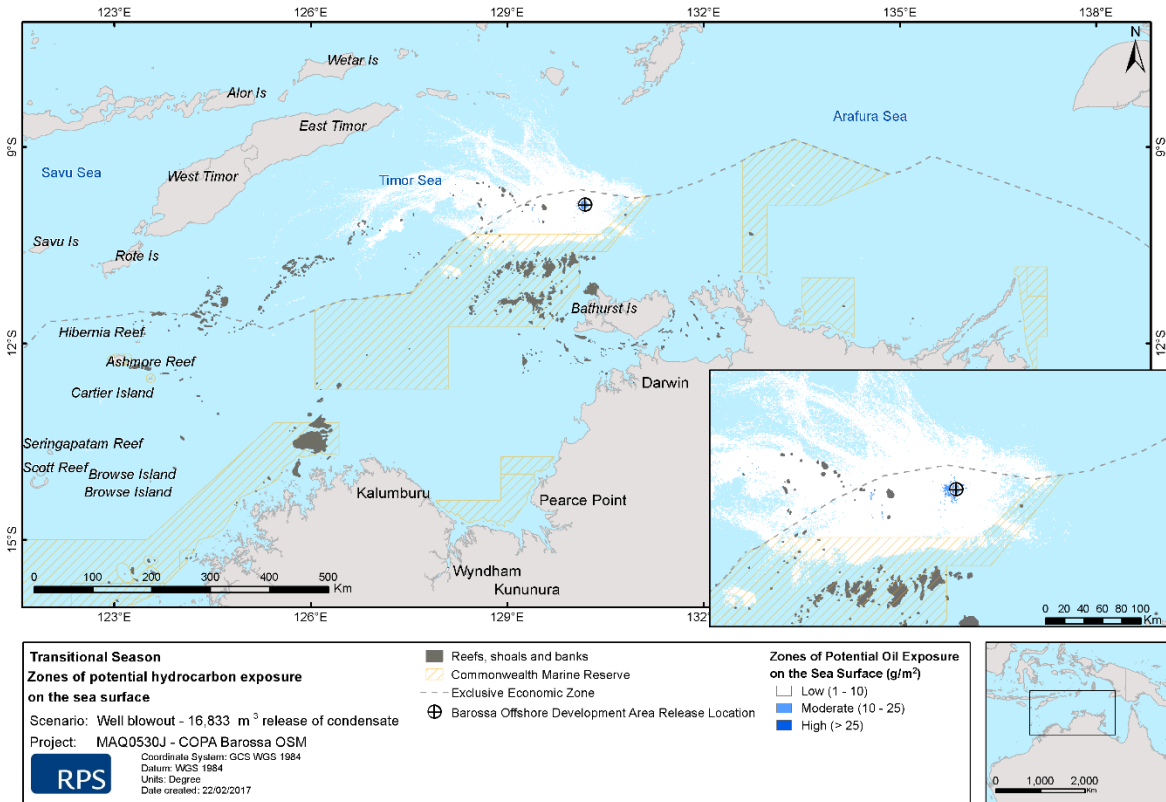 123°E 126°E 129°E 132°E 135°E 138°E
N
Wetar Is
Alor Is
East Timor
Arafura Sea
9°S 9°S
Savu Sea
West Timor
Timor Sea
Savu Is
Rote Is
Bathurst Is
Hibernia Reef
12°S 12°S
Ashmore Reef
Darwin
Cartier Island
Seringapatam Reef
Scott Reef
Browse Island
Browse Island
Kalumburu
Pearce Point
15°S
Wyndham
Kununura
0 100 200 300 400 500
Km
123°E 126°E 129°E 132°E
0 20 40 60 80 100
Km
Transitional Season
Zones of potential hydrocarbon exposure
on the sea surface
Scenario: Well blowout - 16,833 m³ release of condensate
Project: MAQ0530J - COPA Barossa OSM
RPS
Coordinate System: GCS WGS 1984
Datum: WGS 1984
Units: Degree
Date created: 22/02/2017
Reefs, shoals and banks
Commonwealth Marine Reserve
Exclusive Economic Zone
Barossa Offshore Development Area Release Location
Zones of Potential Oil Exposure
on the Sea Surface (g/m²)
Low (1 - 10)
Moderate (10 - 25)
High (> 25)
0 1,000 2,000
Km